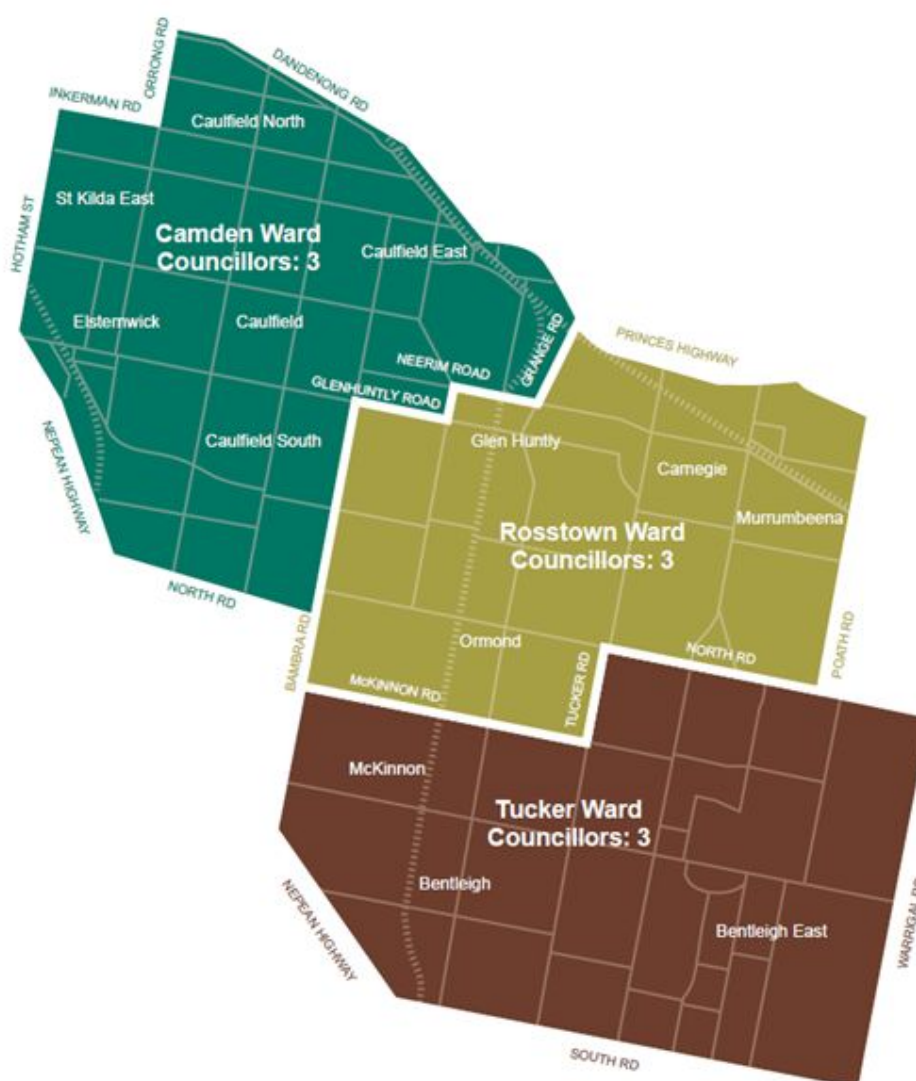 ORRONG RD
DANDENONG RD
INKERMAN RD
Caulfield North
HOTHAM ST
St Kilda East
Camden Ward
Councillors: 3
Caulfield East
Elsternwick
Caulfield
NEERIM ROAD
GRANGE RD
PRINCES HIGHWAY
GLENHUNTLY ROAD
NEPEAN HIGHWAY
Caulfield South
Glen Huntly
Carnegie
Murrumbeena
Rosstown Ward
Councillors: 3
NORTH RD
BAMBRA RD
Ormond
TUCKER RD
NORTH RD
POATH RD
McKINNON RD
McKinnon
Tucker Ward
Councillors: 3
Bentleigh
NEPEAN HIGHWAY
Bentleigh East
WARRIGAL RD
SOUTH RD